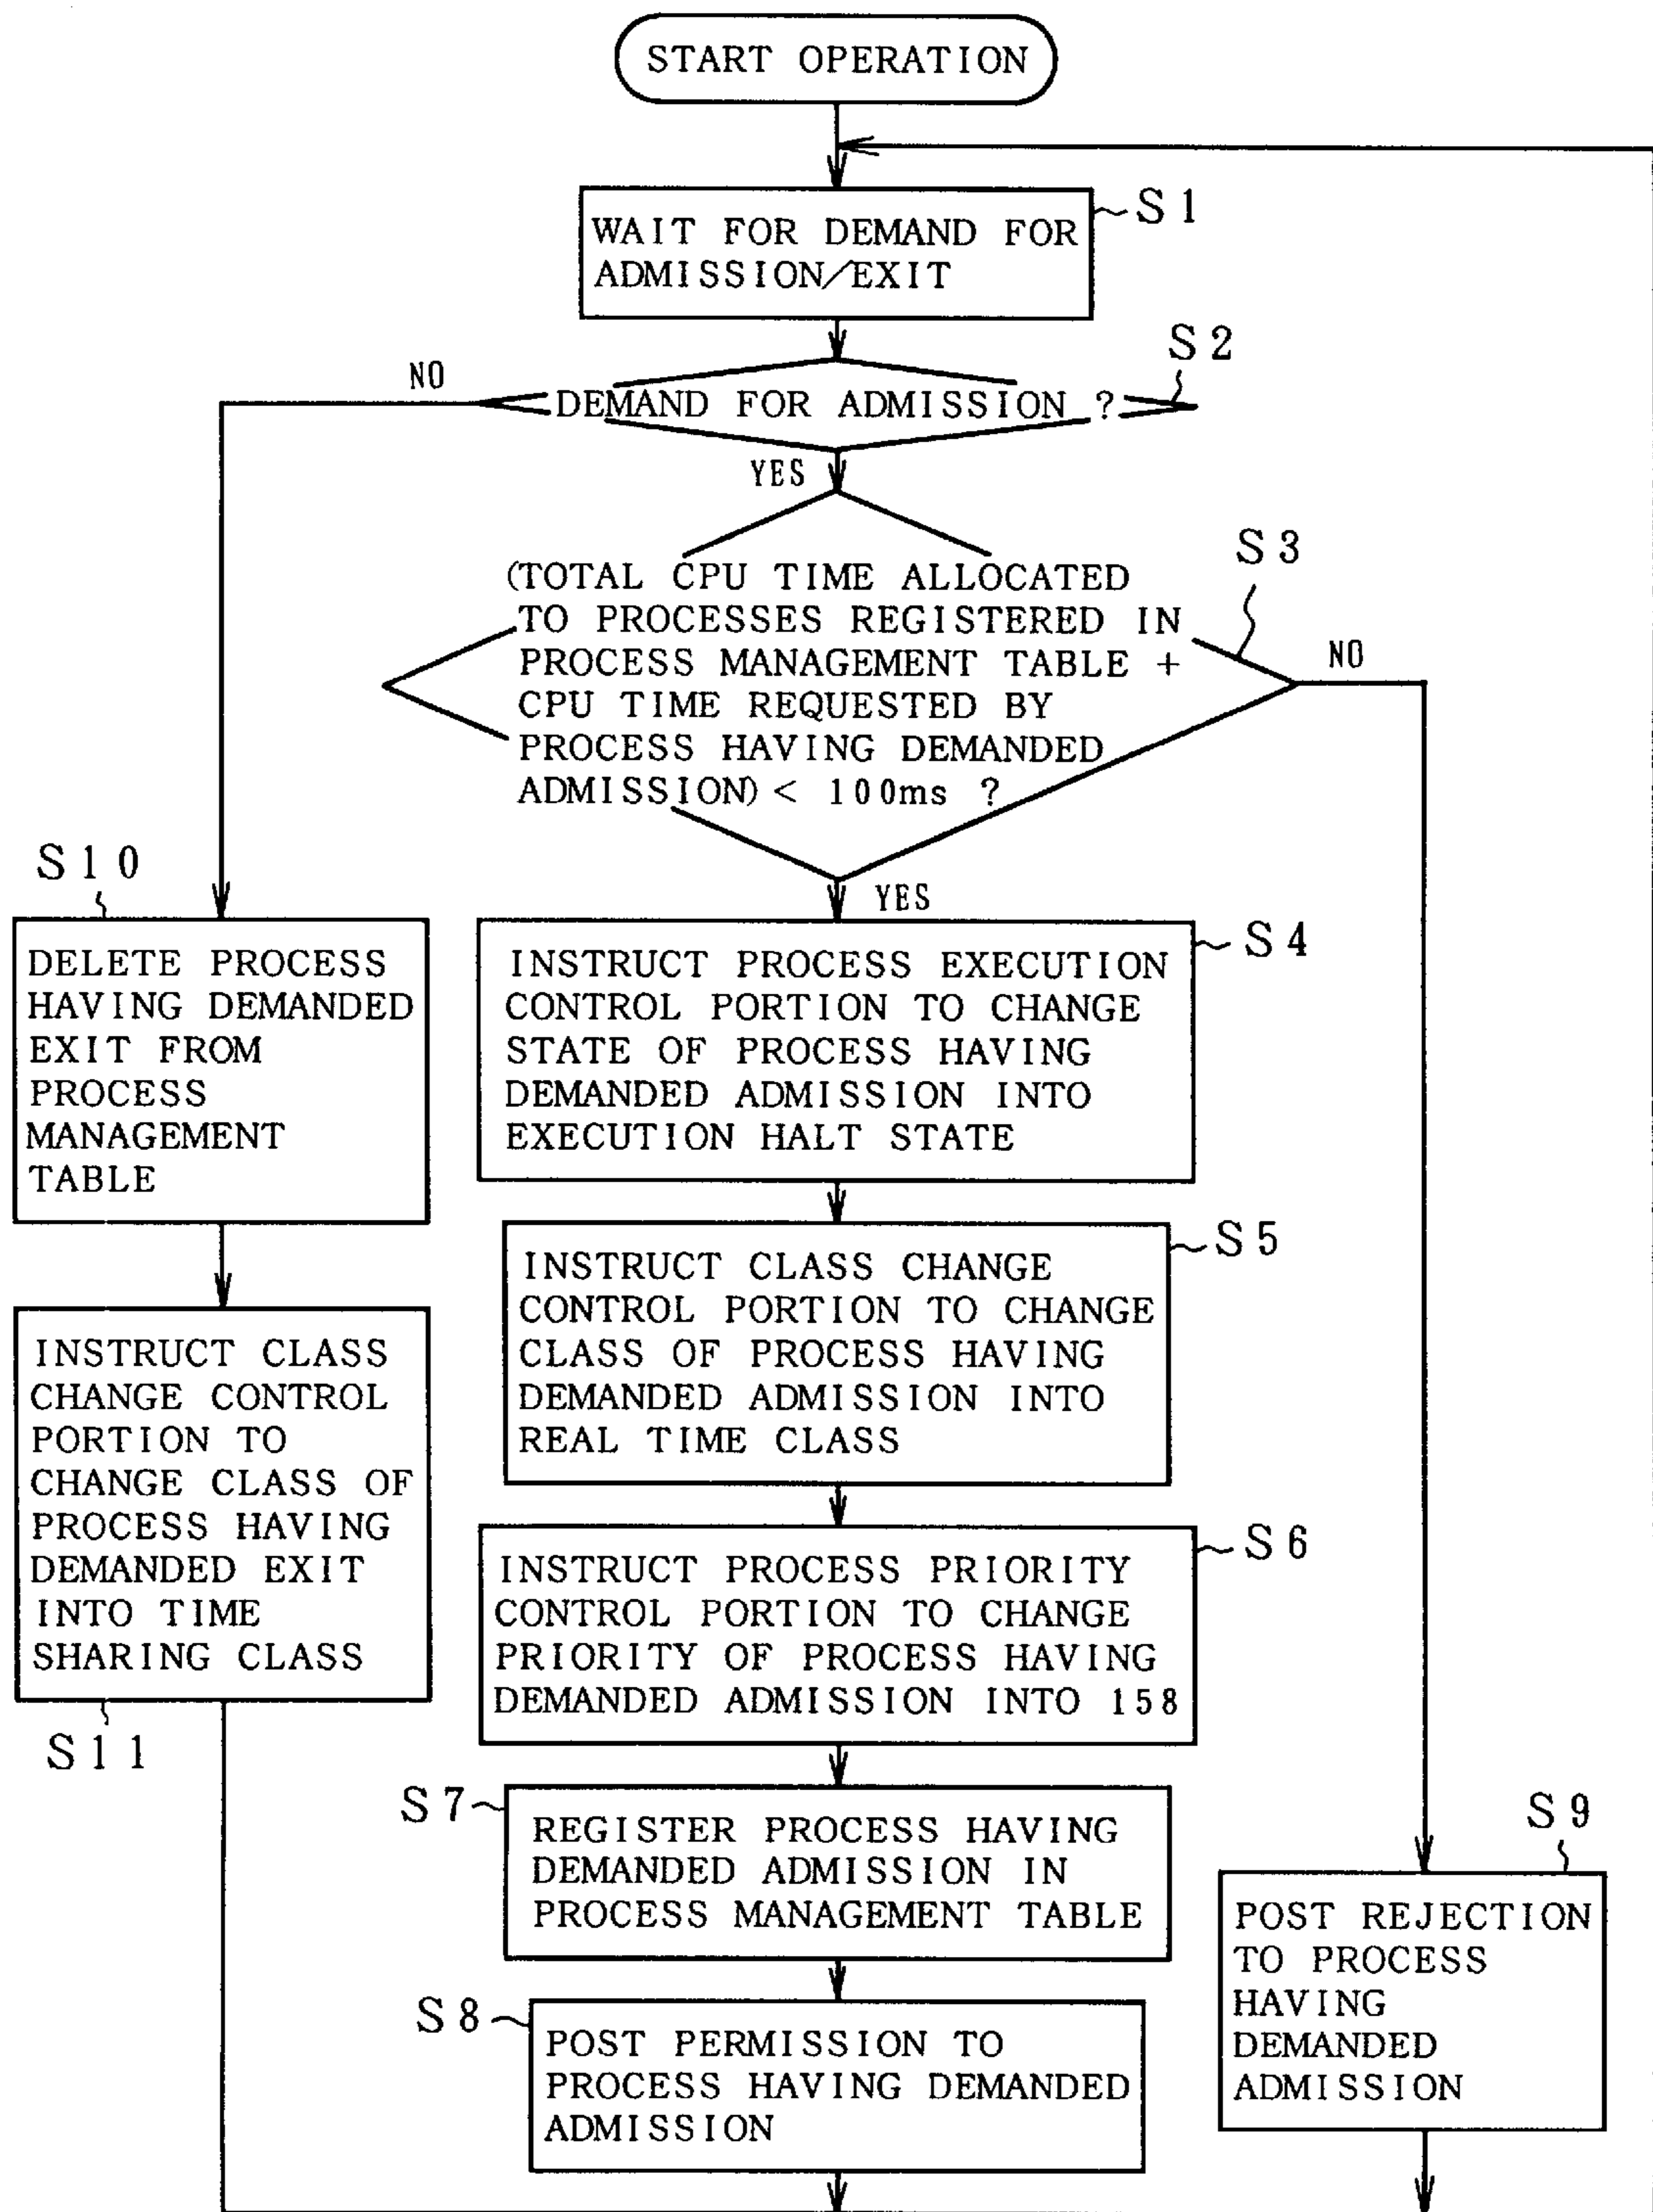 START OPERATION
S1
WAIT FOR DEMAND FOR
ADMISSION/EXIT
S2
NO
DEMAND FOR ADMISSION ?
YES
S3
(TOTAL CPU TIME ALLOCATED
TO PROCESSES REGISTERED IN
PROCESS MANAGEMENT TABLE +
CPU TIME REQUESTED BY
PROCESS HAVING DEMANDED
ADMISSION) < 100ms ?
NO
YES
S10
DELETE PROCESS
HAVING DEMANDED
EXIT FROM
PROCESS
MANAGEMENT
TABLE
S4
INSTRUCT PROCESS EXECUTION
CONTROL PORTION TO CHANGE
STATE OF PROCESS HAVING
DEMANDED ADMISSION INTO
EXECUTION HALT STATE
S5
INSTRUCT CLASS CHANGE
CONTROL PORTION TO CHANGE
CLASS OF PROCESS HAVING
DEMANDED ADMISSION INTO
REAL TIME CLASS
INSTRUCT CLASS
CHANGE CONTROL
PORTION TO
CHANGE CLASS OF
PROCESS HAVING
DEMANDED EXIT
INTO TIME
SHARING CLASS
S11
S6
INSTRUCT PROCESS PRIORITY
CONTROL PORTION TO CHANGE
PRIORITY OF PROCESS HAVING
DEMANDED ADMISSION INTO 158
S7
REGISTER PROCESS HAVING
DEMANDED ADMISSION IN
PROCESS MANAGEMENT TABLE
S8
POST PERMISSION TO
PROCESS HAVING DEMANDED
ADMISSION
S9
POST REJECTION
TO PROCESS
HAVING
DEMANDED
ADMISSION